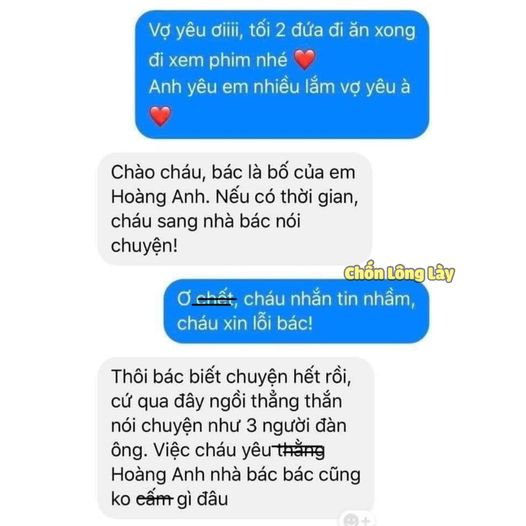 Vợ yêu ơiiii, tối 2 đứa đi ăn xong
đi xem phim nhé ❤️
Anh yêu em nhiều lắm vợ yêu à
❤️
Chào cháu, bác là bố của em
Hoàng Anh. Nếu có thời gian,
cháu sang nhà bác nói
chuyện!
Chốn Lông Lầy
Ơ chết, cháu nhắn tin nhầm,
cháu xin lỗi bác!
Thôi bác biết chuyện hết rồi,
cứ qua đây ngồi thẳng thắn
nói chuyện như 3 người đàn
ông. Việc cháu yêu thằng
Hoàng Anh nhà bác bác cũng
ko cấm gì đâu